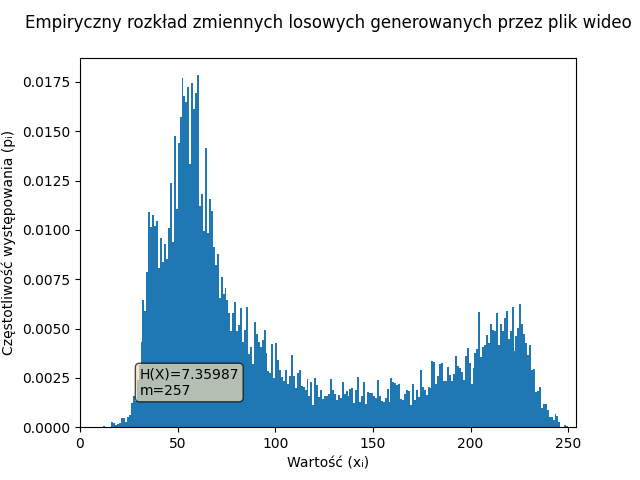 Empiryczny rozkład zmiennych losowych generowanych przez plik wideo
Częstotliwość występowania (pᵢ)
0.0175
0.0150
0.0125
0.0100
0.0075
0.0050
0.0025
0.0000
H(X)=7.35987
m=257
0 50 100 150 200 250
Wartość (xᵢ)